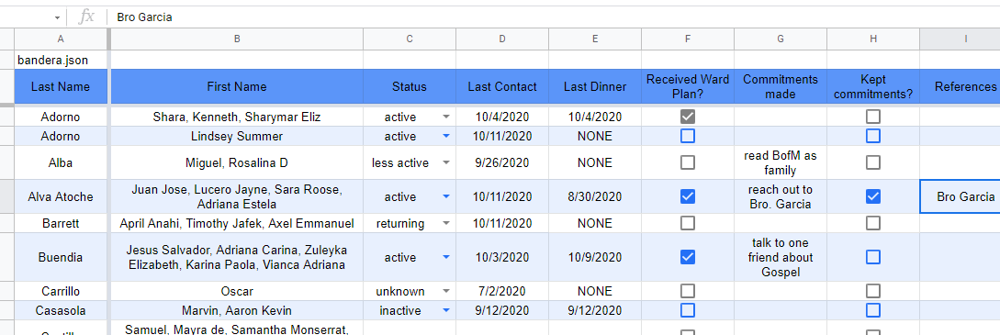 fx Bro Garcia
A B C D E F G H I
bandera.json
Last Name First Name Status Last Contact Last Dinner Received Ward Plan? Commitments made Kept commitments? References
Adorno Shara, Kenneth, Sharymar Eliz active 10/4/2020 10/4/2020
Adorno Lindsey Summer active 10/11/2020 NONE
Alba Miguel, Rosalina D less active 9/26/2020 NONE read BofM as family
Alva Atoche Juan Jose, Lucero Jayne, Sara Roose, Adriana Estela active 10/11/2020 8/30/2020 reach out to Bro. Garcia Bro Garcia
Barrett April Anahi, Timothy Jafek, Axel Emmanuel returning 10/11/2020 NONE
Buendia Jesus Salvador, Adriana Carina, Zuleyka Elizabeth, Karina Paola, Vianca Adriana active 10/3/2020 10/9/2020 talk to one friend about Gospel
Carrillo Oscar unknown 7/2/2020 NONE
Casasola Marvin, Aaron Kevin inactive 9/12/2020 9/12/2020
Samuel, Mayra de, Samantha Monserrat,